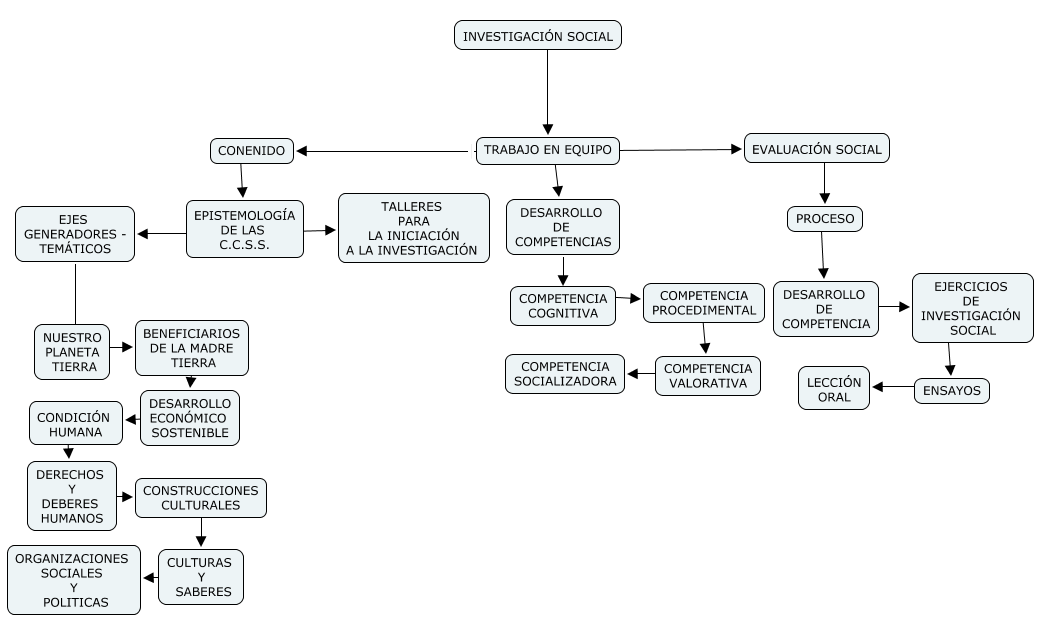 INVESTIGACIÓN SOCIAL
CONENIDO
TRABAJO EN EQUIPO
EVALUACIÓN SOCIAL
EJES
GENERADORES -
TEMÁTICOS
EPISTEMOLOGÍA
DE LAS
C.C.S.S.
TALLERES
PARA
LA INICIACIÓN
A LA INVESTIGACIÓN
DESARROLLO
DE
COMPETENCIAS
PROCESO
COMPETENCIA
COGNITIVA
COMPETENCIA
PROCEDIMENTAL
DESARROLLO
DE
COMPETENCIA
EJERCICIOS
DE
INVESTIGACIÓN
SOCIAL
NUESTRO
PLANETA
TIERRA
BENEFICIARIOS
DE LA MADRE
TIERRA
COMPETENCIA
SOCIALIZADORA
COMPETENCIA
VALORATIVA
LECCIÓN
ORAL
ENSAYOS
CONDICIÓN
HUMANA
DESARROLLO
ECONÓMICO
SOSTENIBLE
DERECHOS
Y
DEBERES
HUMANOS
CONSTRUCCIONES
CULTURALES
ORGANIZACIONES
SOCIALES
Y
POLITICAS
CULTURAS
Y
SABERES